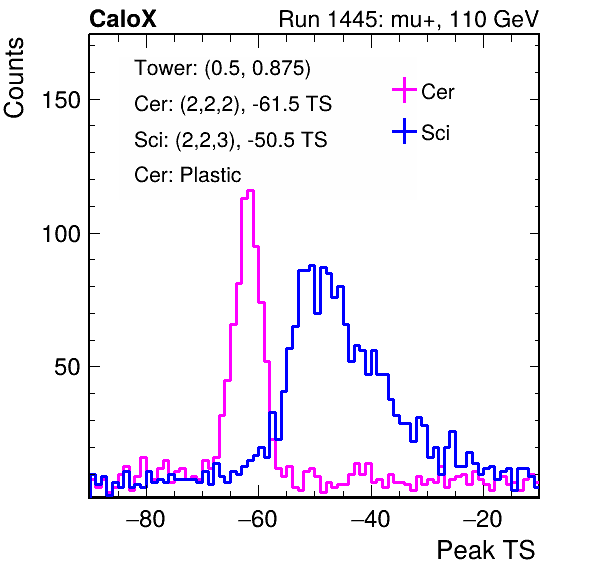 CaloX Run 1445: mu+, 110 GeV
Counts
Tower: (0.5, 0.875)
Cer: (2,2,2), -61.5 TS
Sci: (2,2,3), -50.5 TS
Cer: Plastic
Cer
Sci
150
100
50
−80 −60 −40 −20
Peak TS